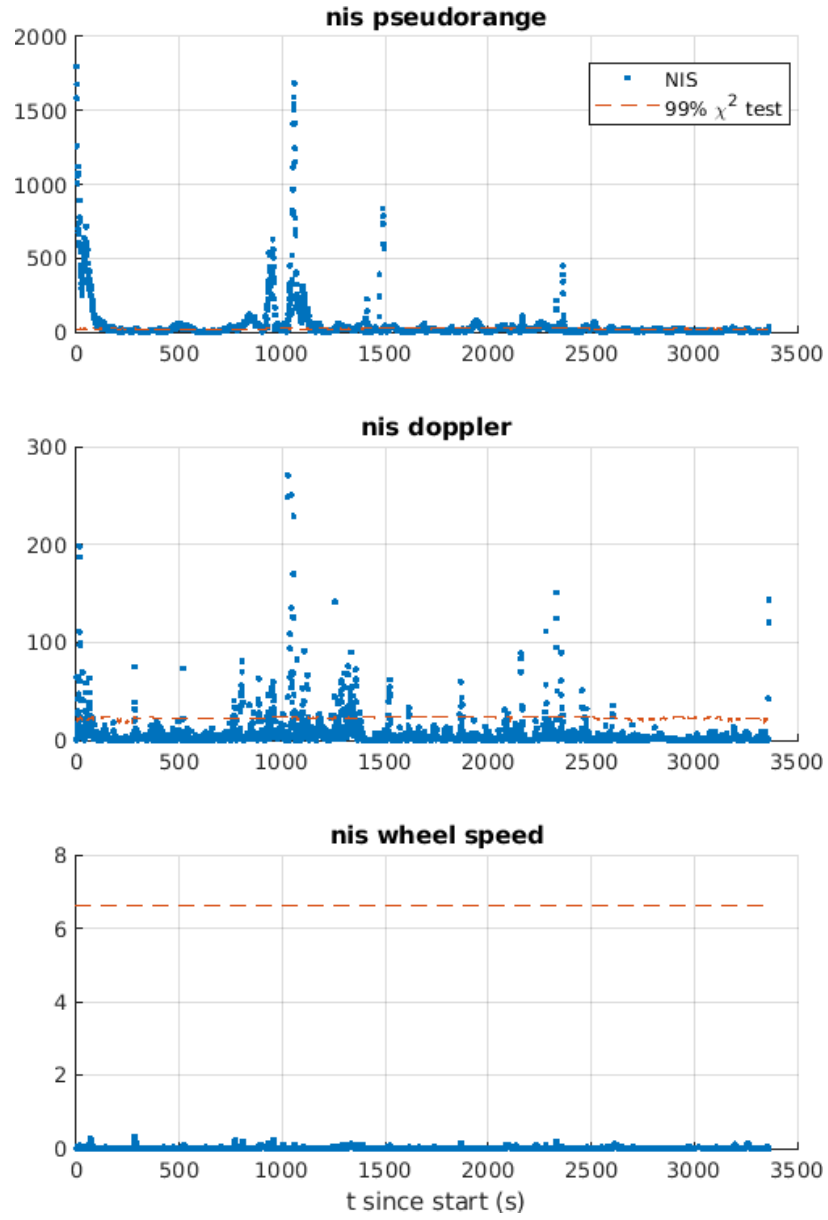 nis pseudorange
2000
1500
1000
500
0
NIS
99% χ² test
0 500 1000 1500 2000 2500 3000 3500
nis doppler
300
200
100
0
0 500 1000 1500 2000 2500 3000 3500
nis wheel speed
8
6
4
2
0
0 500 1000 1500 2000 2500 3000 3500
t since start (s)